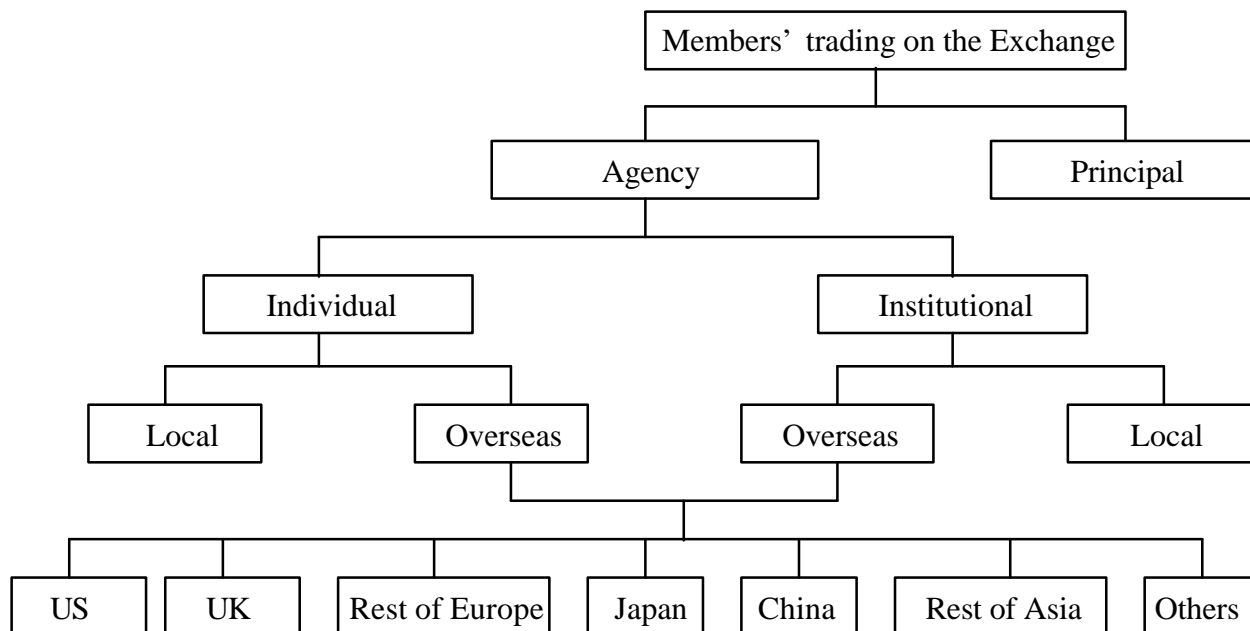 Members’ trading on the Exchange
Agency
Principal
Individual
Institutional
Local
Overseas
Overseas
Local
US
UK
Rest of Europe
Japan
China
Rest of Asia
Others